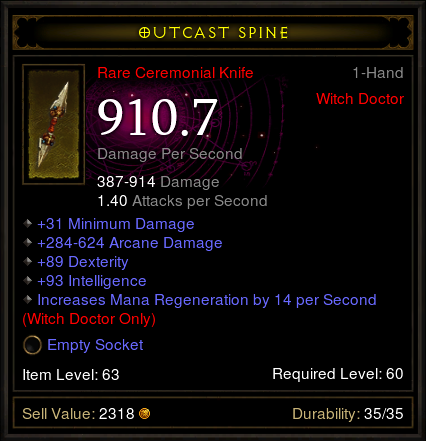 OUTCAST SPINE
Rare Ceremonial Knife 1-Hand
Witch Doctor
910.7
Damage Per Second
387-914 Damage
1.40 Attacks per Second
+31 Minimum Damage
+284-624 Arcane Damage
+89 Dexterity
+93 Intelligence
Increases Mana Regeneration by 14 per Second
(Witch Doctor Only)
Empty Socket
Item Level: 63 Required Level: 60
Sell Value: 2318 Durability: 35/35